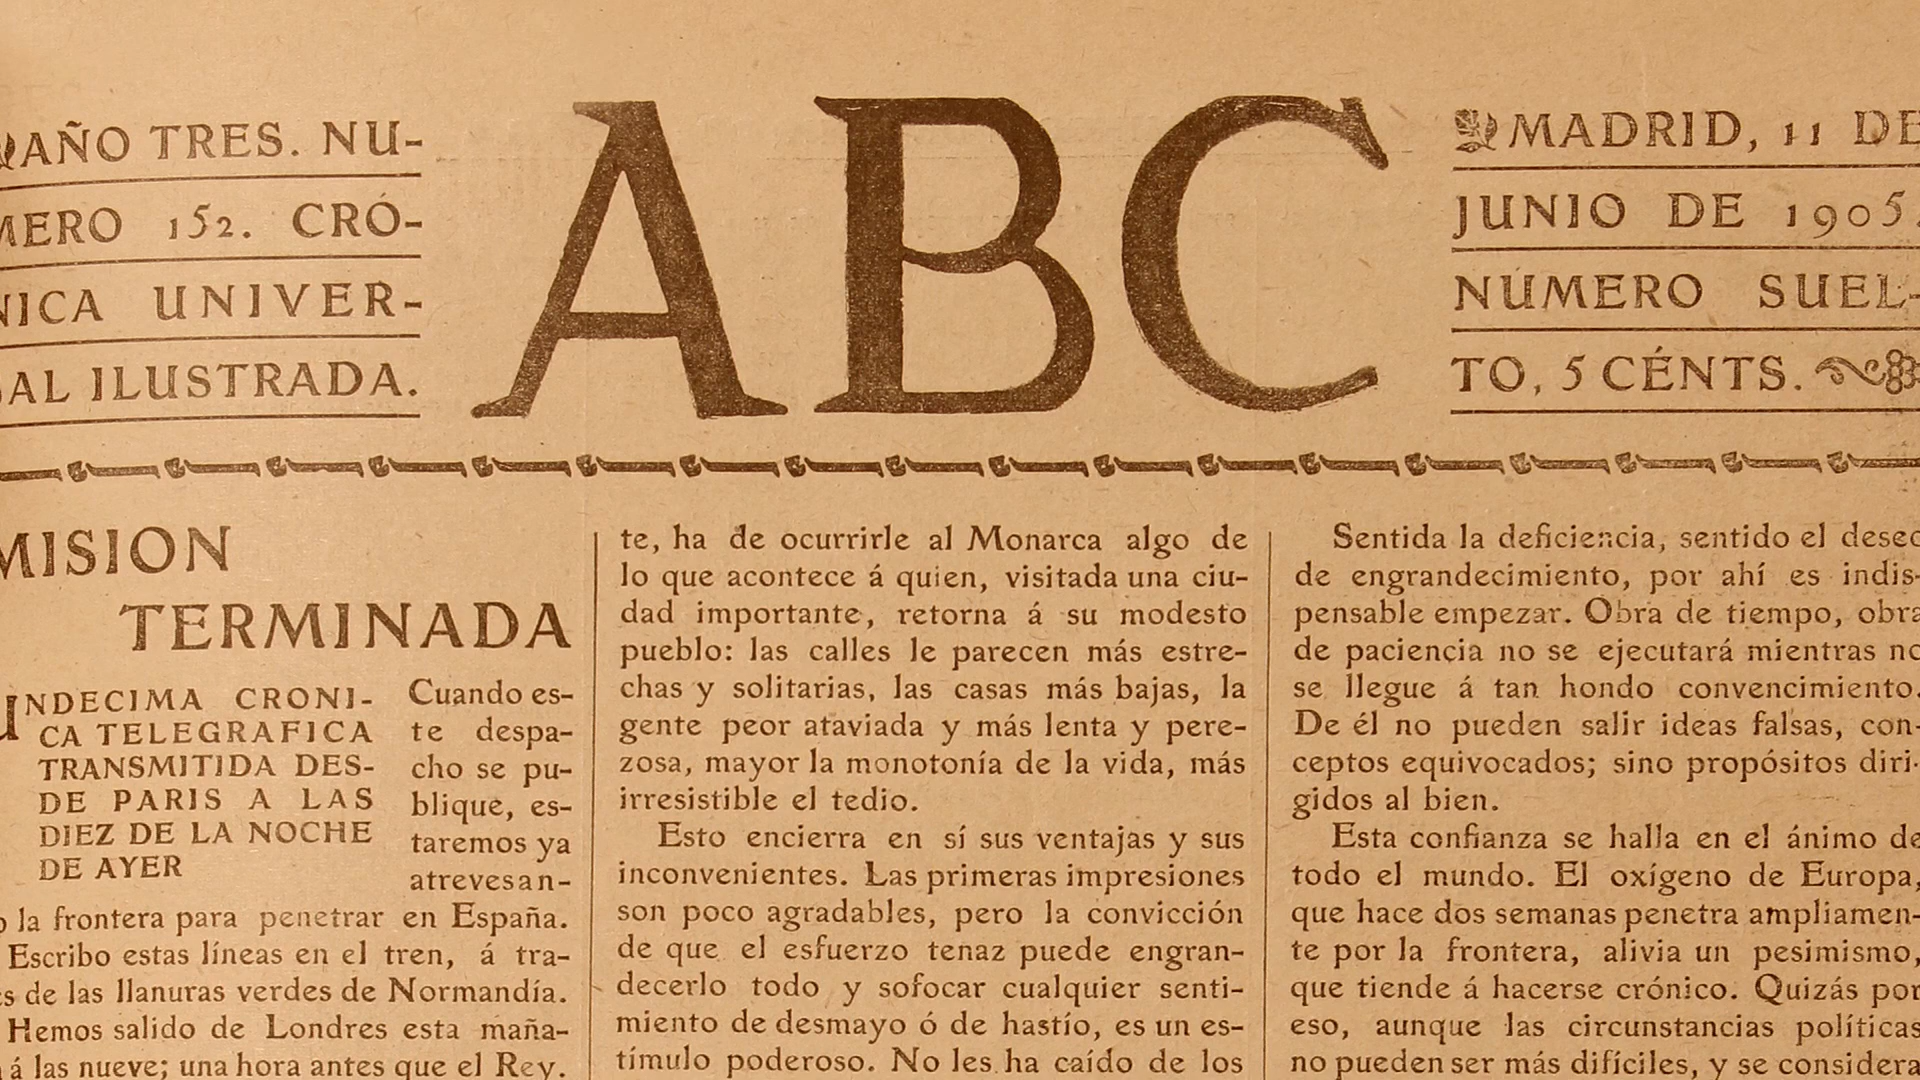 AÑO TRES. NU-
MERO 152. CRÓ-
NICA UNIVER-
SAL ILUSTRADA.
ABC
MADRID, 11 DE
JUNIO DE 1905.
NUMERO SUEL-
TO, 5 CÉNTS.
MISION
TERMINADA
UNDECIMA CRONI-
CA TELEGRAFICA
TRANSMITIDA DES-
DE PARIS A LAS
DIEZ DE LA NOCHE
DE AYER
Cuando es-
te despa-
cho se pu-
blique, es-
taremos ya
atrevesan-
o la frontera para penetrar en España.
Escribo estas líneas en el tren, á tra-
s de las llanuras verdes de Normandía.
Hemos salido de Londres esta maña-
á las nueve; una hora antes que el Rey.
te, ha de ocurrirle al Monarca algo de
lo que acontece á quien, visitada una ciu-
dad importante, retorna á su modesto
pueblo: las calles le parecen más estre-
chas y solitarias, las casas más bajas, la
gente peor ataviada y más lenta y pere-
zosa, mayor la monotonía de la vida, más
irresistible el tedio.
Esto encierra en sí sus ventajas y sus
inconvenientes. Las primeras impresiones
son poco agradables, pero la convicción
de que el esfuerzo tenaz puede engran-
decerlo todo y sofocar cualquier senti-
miento de desmayo ó de hastío, es un es-
tímulo poderoso. No les ha caído de los
Sentida la deficiencia, sentido el deseo
de engrandecimiento, por ahí es indis-
pensable empezar. Obra de tiempo, obra
de paciencia no se ejecutará mientras no
se llegue á tan hondo convencimiento.
De él no pueden salir ideas falsas, con-
ceptos equivocados; sino propósitos diri-
gidos al bien.
Esta confianza se halla en el ánimo de
todo el mundo. El oxígeno de Europa,
que hace dos semanas penetra ampliamen-
te por la frontera, alivia un pesimismo,
que tiende á hacerse crónico. Quizás por
eso, aunque las circunstancias políticas
no pueden ser más difíciles, y se considera